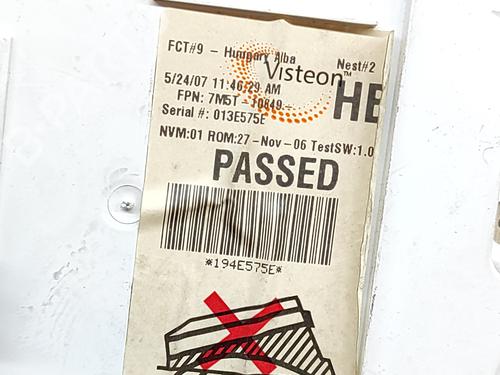 FCT#9 - Hungary Alba Nest#2
Visteon™
5/24/07 11:46:29 AM
FPN: 7M5T - 10849-
HE
Serial #: 013E575E
NVM:01 ROM:27-Nov-06 TestSW:1.0
PASSED
*194E575E*